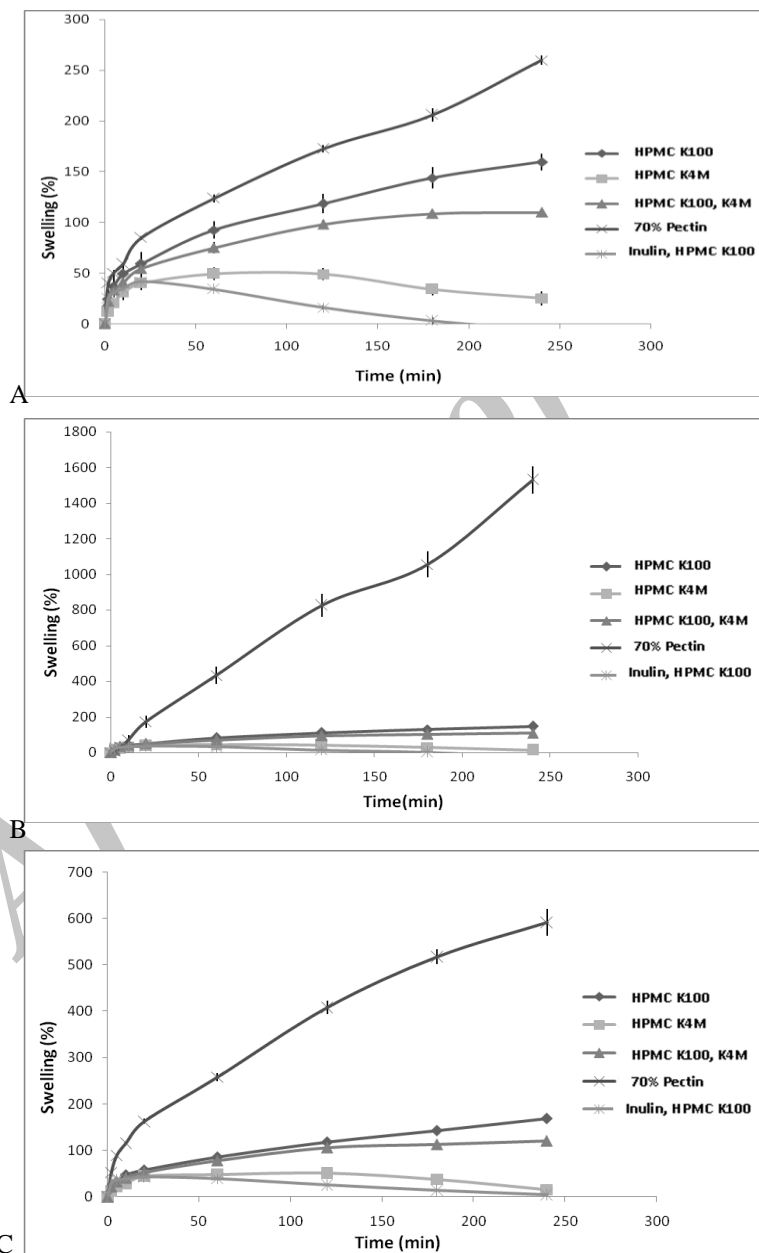 300
250
200
150
100
50
0
Swelling (%)
0 50 100 150 200 250 300
Time (min)
HPMC K100
HPMC K4M
HPMC K100, K4M
70% Pectin
Inulin, HPMC K100
A
1800
1600
1400
1200
1000
800
600
400
200
0
Swelling (%)
0 50 100 150 200 250 300
Time(min)
HPMC K100
HPMC K4M
HPMC K100, K4M
70% Pectin
Inulin, HPMC K100
B
700
600
500
400
300
200
100
0
Swelling (%)
0 50 100 150 200 250 300
Time (min)
HPMC K100
HPMC K4M
HPMC K100, K4M
70% Pectin
Inulin, HPMC K100
C